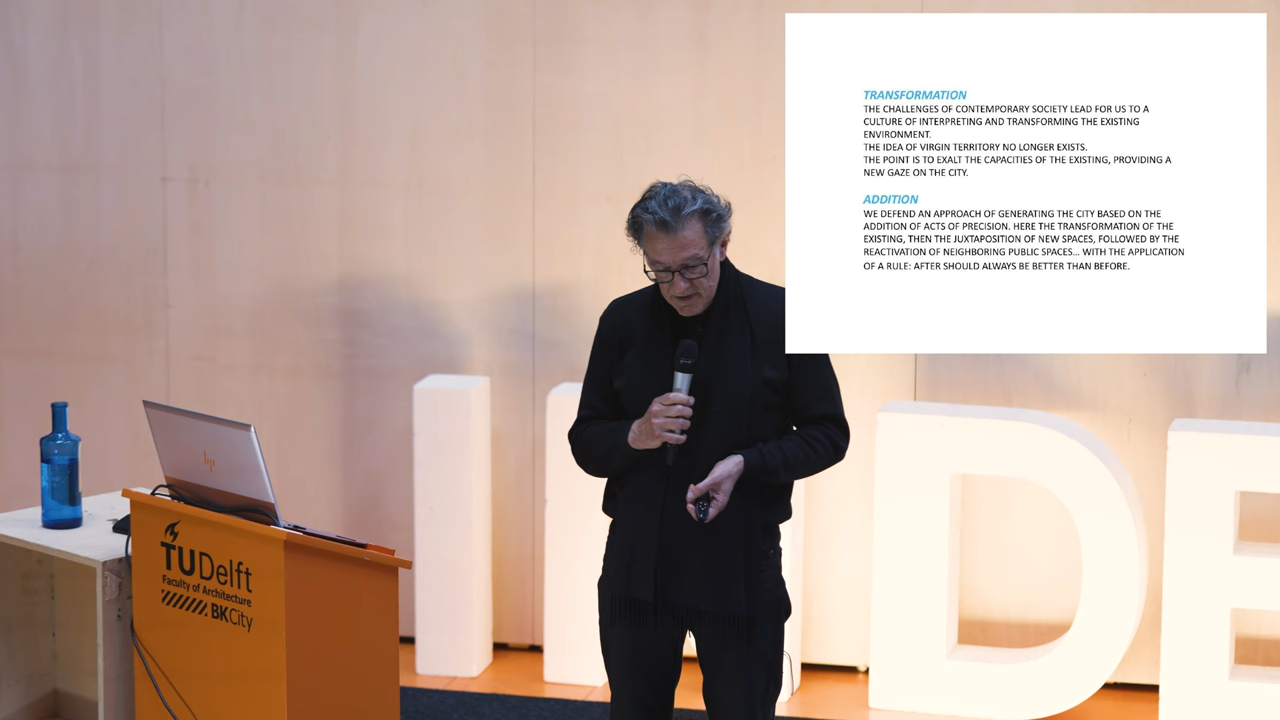 TRANSFORMATION
THE CHALLENGES OF CONTEMPORARY SOCIETY LEAD FOR US TO A
CULTURE OF INTERPRETING AND TRANSFORMING THE EXISTING
ENVIRONMENT.
THE IDEA OF VIRGIN TERRITORY NO LONGER EXISTS.
THE POINT IS TO EXALT THE CAPACITIES OF THE EXISTING, PROVIDING A
NEW GAZE ON THE CITY.
ADDITION
WE DEFEND AN APPROACH OF GENERATING THE CITY BASED ON THE
ADDITION OF ACTS OF PRECISION. HERE THE TRANSFORMATION OF THE
EXISTING, THEN THE JUXTAPOSITION OF NEW SPACES, FOLLOWED BY THE
REACTIVATION OF NEIGHBORING PUBLIC SPACES... WITH THE APPLICATION
OF A RULE: AFTER SHOULD ALWAYS BE BETTER THAN BEFORE.
hp
TUDelft
Faculty of Architecture
BKCity